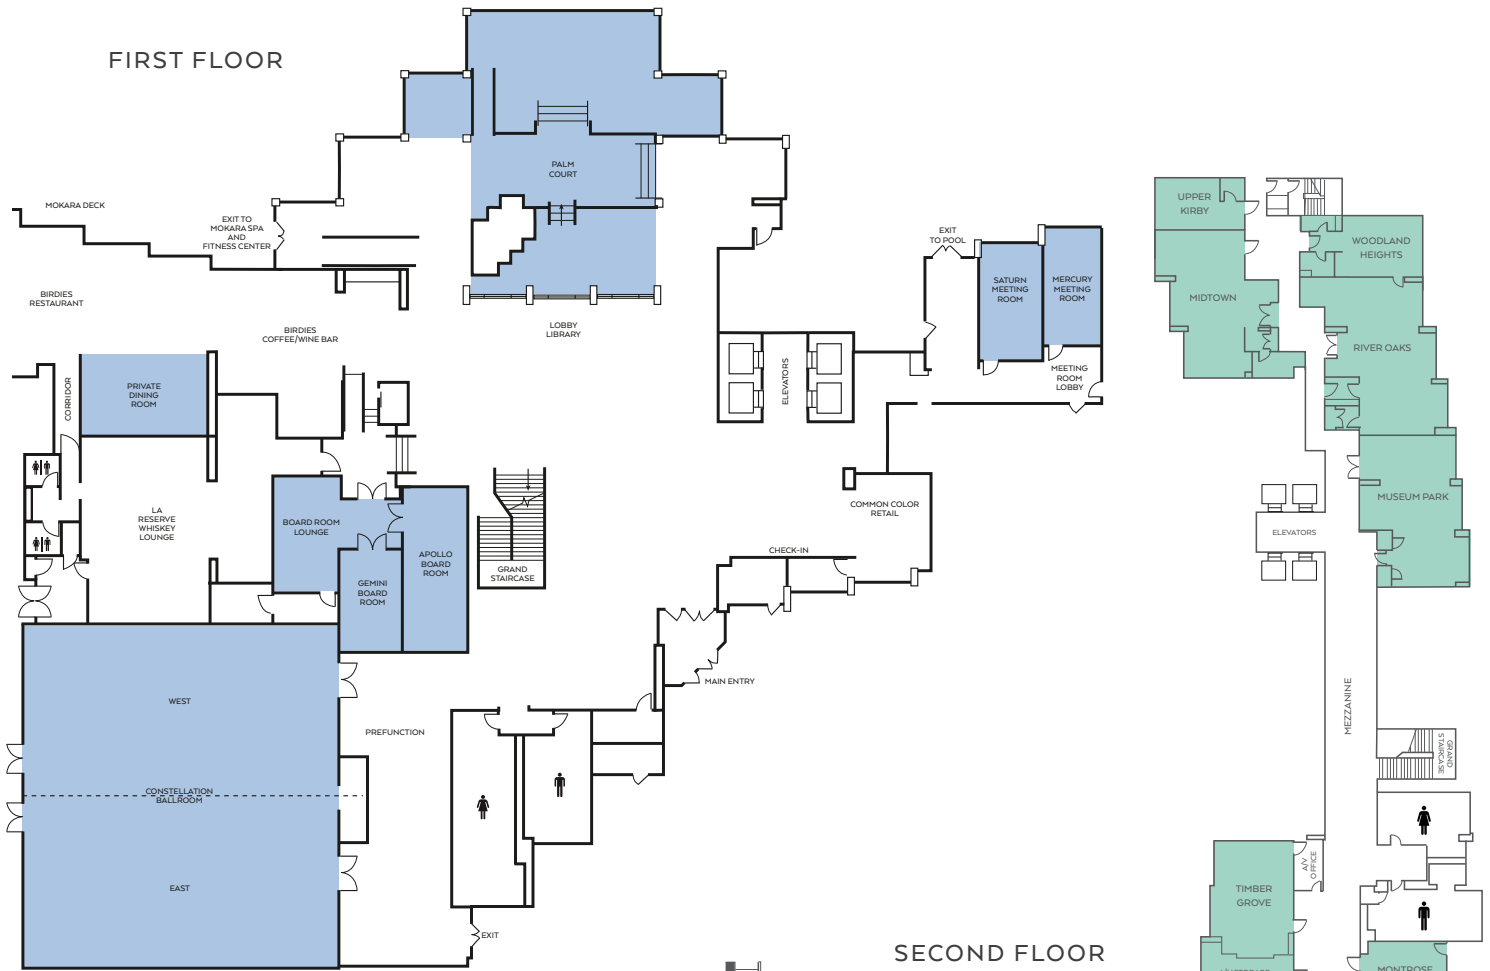 FIRST FLOOR
PALM
COURT
MOKARA DECK
EXIT TO
MOKARA SPA
AND
FITNESS CENTER
BIRDIES
RESTAURANT
BIRDIES
COFFEE/WINE BAR
LOBBY
LIBRARY
EXIT
TO POOL
SATURN
MEETING
ROOM
MERCURY
MEETING
ROOM
MEETING
ROOM
LOBBY
ELEVATORS
PRIVATE
DINING
ROOM
CORRIDOR
LA
RESERVE
WHISKEY
LOUNGE
BOARD ROOM
LOUNGE
GEMINI
BOARD
ROOM
APOLLO
BOARD
ROOM
GRAND
STAIRCASE
COMMON COLOR
RETAIL
CHECK-IN
MAIN ENTRY
WEST
PREFUNCTION
CONSTELLATION
BALLROOM
EAST
EXIT
SECOND FLOOR
UPPER
KIRBY
WOODLAND
HEIGHTS
MIDTOWN
RIVER OAKS
MUSEUM PARK
ELEVATORS
MEZZANINE
GRAND
STAIRCASE
A/V
OFFICE
TIMBER
GROVE
MONTROSE